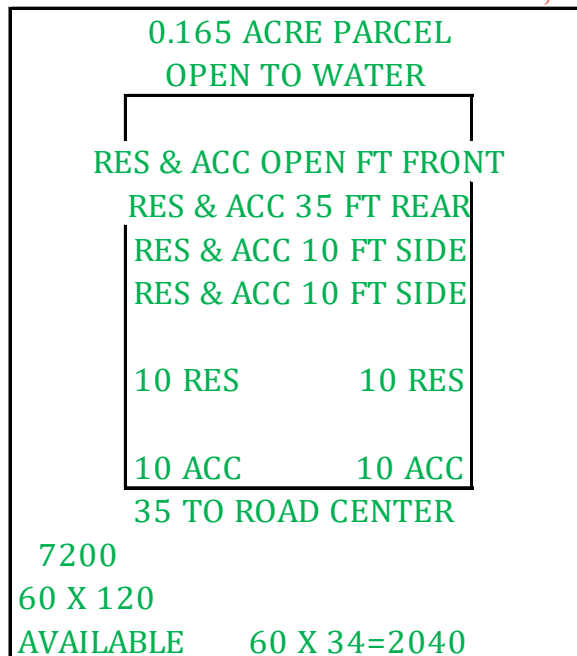 0.165 ACRE PARCEL
OPEN TO WATER
RES & ACC OPEN FT FRONT
RES & ACC 35 FT REAR
RES & ACC 10 FT SIDE
RES & ACC 10 FT SIDE
10 RES 10 RES
10 ACC 10 ACC
35 TO ROAD CENTER
7200
60 X 120
AVAILABLE 60 X 34=2040